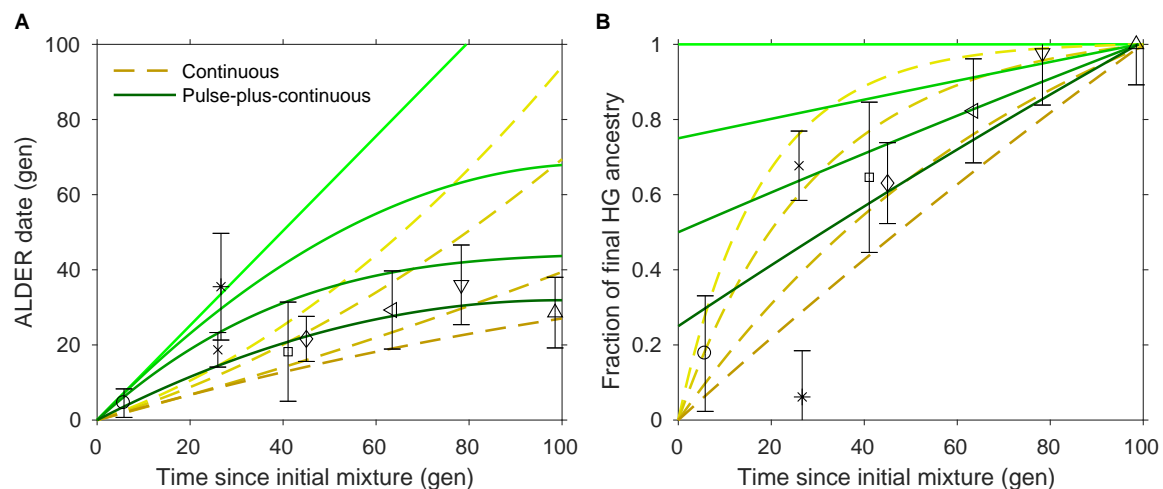 A
ALDER date (gen)
100
80
60
40
20
0
Continuous
Pulse-plus-continuous
0 20 40 60 80 100
Time since initial mixture (gen)
B
Fraction of final HG ancestry
1
0.8
0.6
0.4
0.2
0
0 20 40 60 80 100
Time since initial mixture (gen)